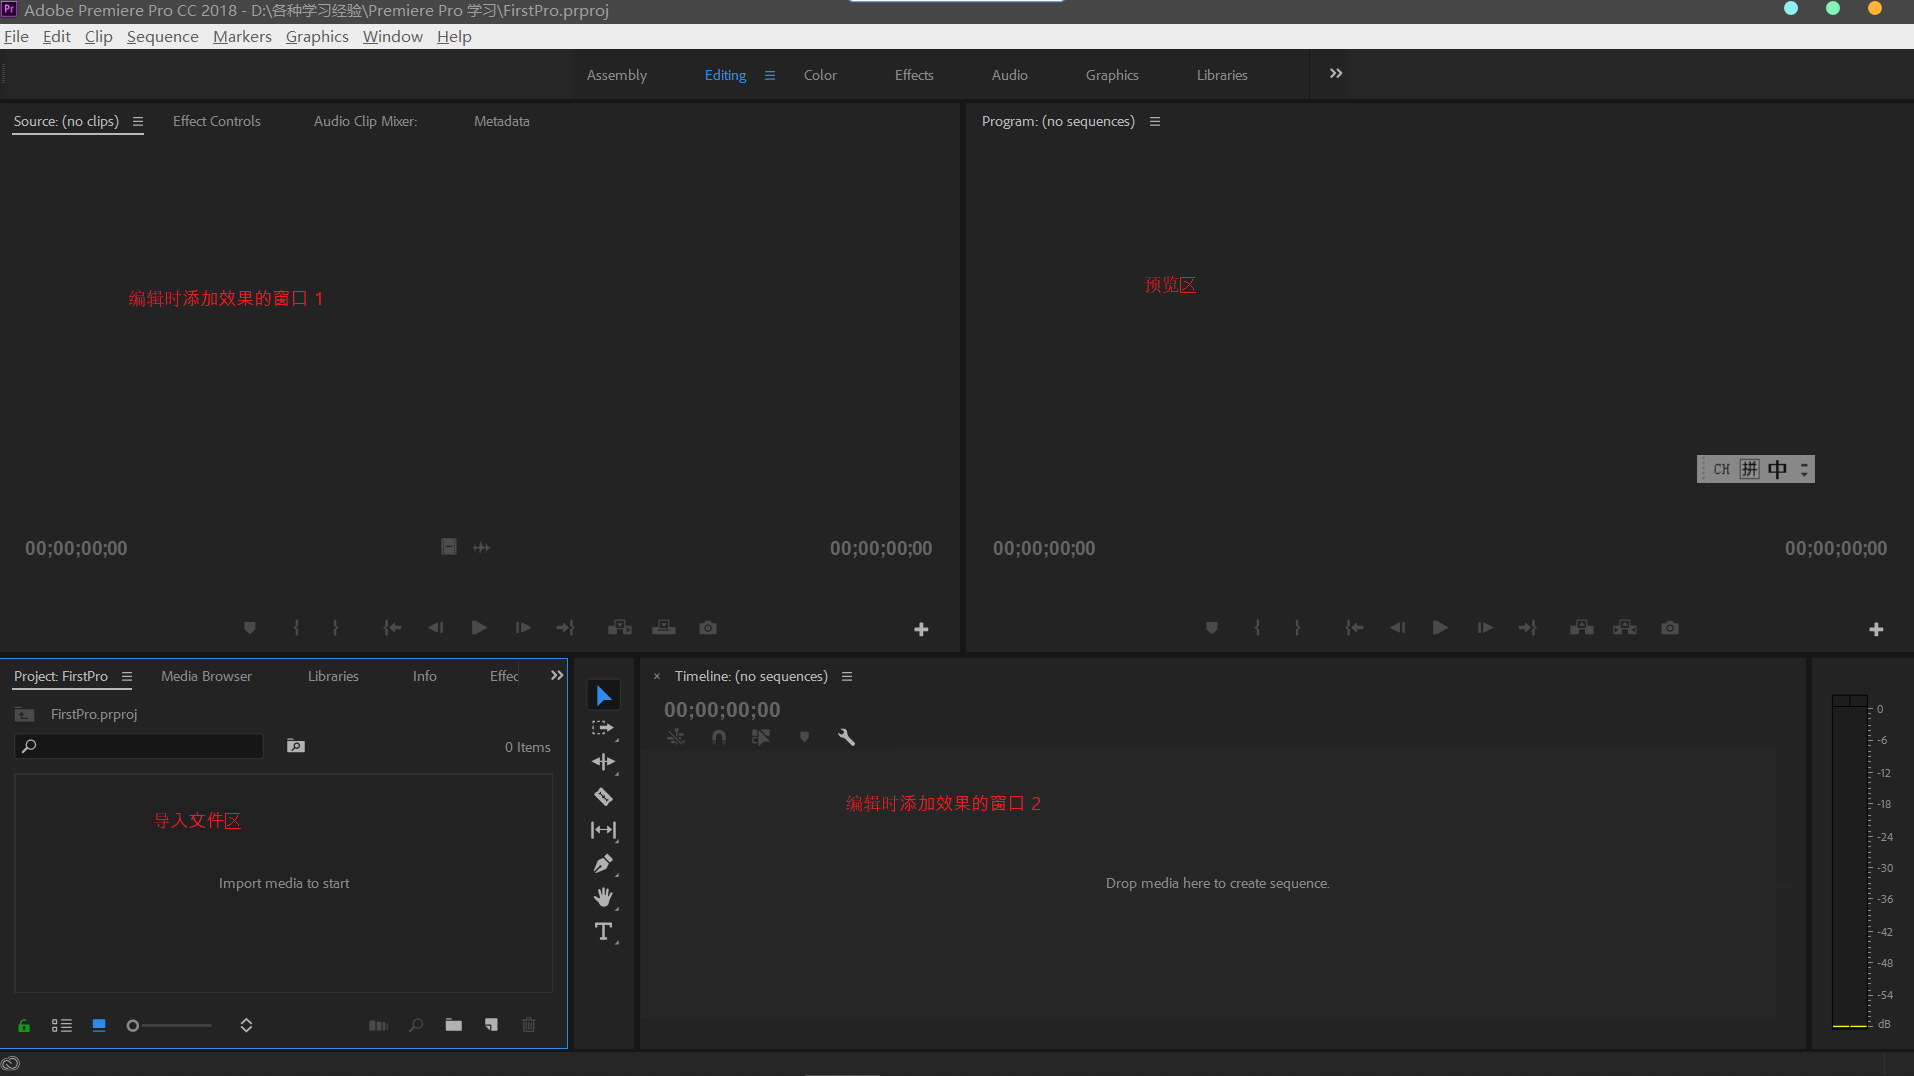 Adobe Premiere Pro CC 2018 - D:\各种学习经验\Premiere Pro 学习\FirstPro.prproj
File Edit Clip Sequence Markers Graphics Window Help
Assembly Editing Color Effects Audio Graphics Libraries
Source: (no clips) Effect Controls Audio Clip Mixer: Metadata
Program: (no sequences)
编辑时添加效果的窗口 1
预览区
CH 拼 中
00;00;00;00 00;00;00;00
00;00;00;00 00;00;00;00
Project: FirstPro Media Browser Libraries Info Effec
FirstPro.prproj
0 Items
导入文件区
Import media to start
Timeline: (no sequences)
00;00;00;00
编辑时添加效果的窗口 2
Drop media here to create sequence.
0
-6
-12
-18
-24
-30
-36
-42
-48
-54
dB